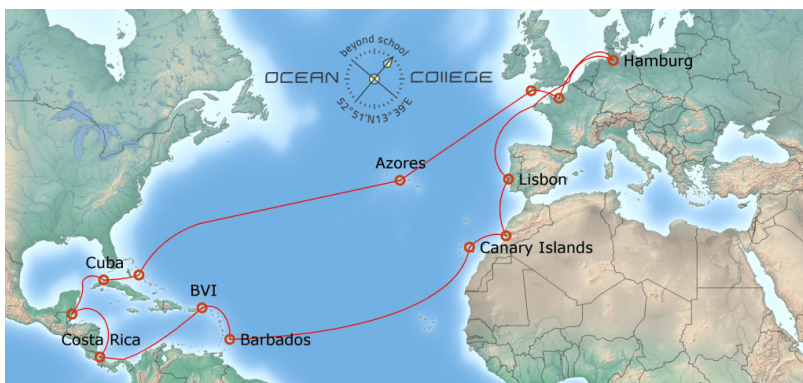 beyond school
OCEAN COLLEGE
52°51'N13°39'E
Hamburg
Azores
Lisbon
Canary Islands
Cuba
BVI
Costa Rica
Barbados